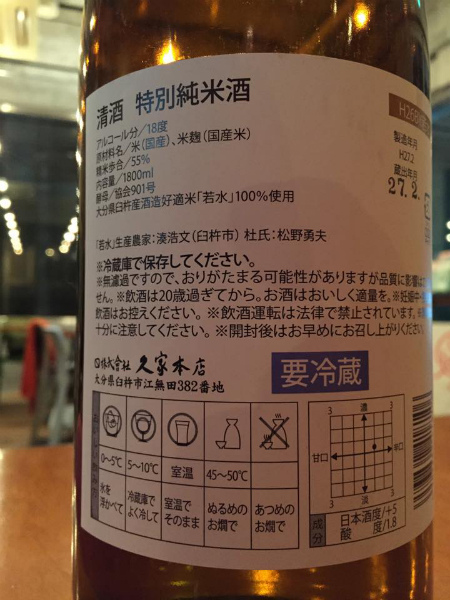 清酒 特別純米酒
アルコール分／18度
原材料名／米(国産)、米麹(国産米)
精米歩合／55%
内容量／1800ml
酵母／協会901号
大分県臼杵産酒造好適米「若水」100%使用
製造年月
H27.2
蔵出年月
27.2.
「若水」生産農家：湊浩文(臼杵市) 杜氏：松野勇夫
※冷蔵庫で保存してください。
※無濾過ですので、おりがたまる可能性がありますが品質に影響は
せん。※飲酒は20歳過ぎてから。お酒はおいしく適量を。※妊娠中
飲酒はお控えください。※飲酒運転は法律で禁止されています。
十分に注意してください。※開封後はお早めにお召し上がりください。
株式会社 久家本店
大分県臼杵市江無田382番地
要冷蔵
0〜5℃ 5〜10℃ 室温 45〜50℃
氷を浮かべて
冷蔵庫でよく冷して
室温でそのまま
ぬるめのお燗で
あつめのお燗で
3 濃 3
甘口 辛口
3 淡 3
成分
日本酒度/+5
酸 度/1.8